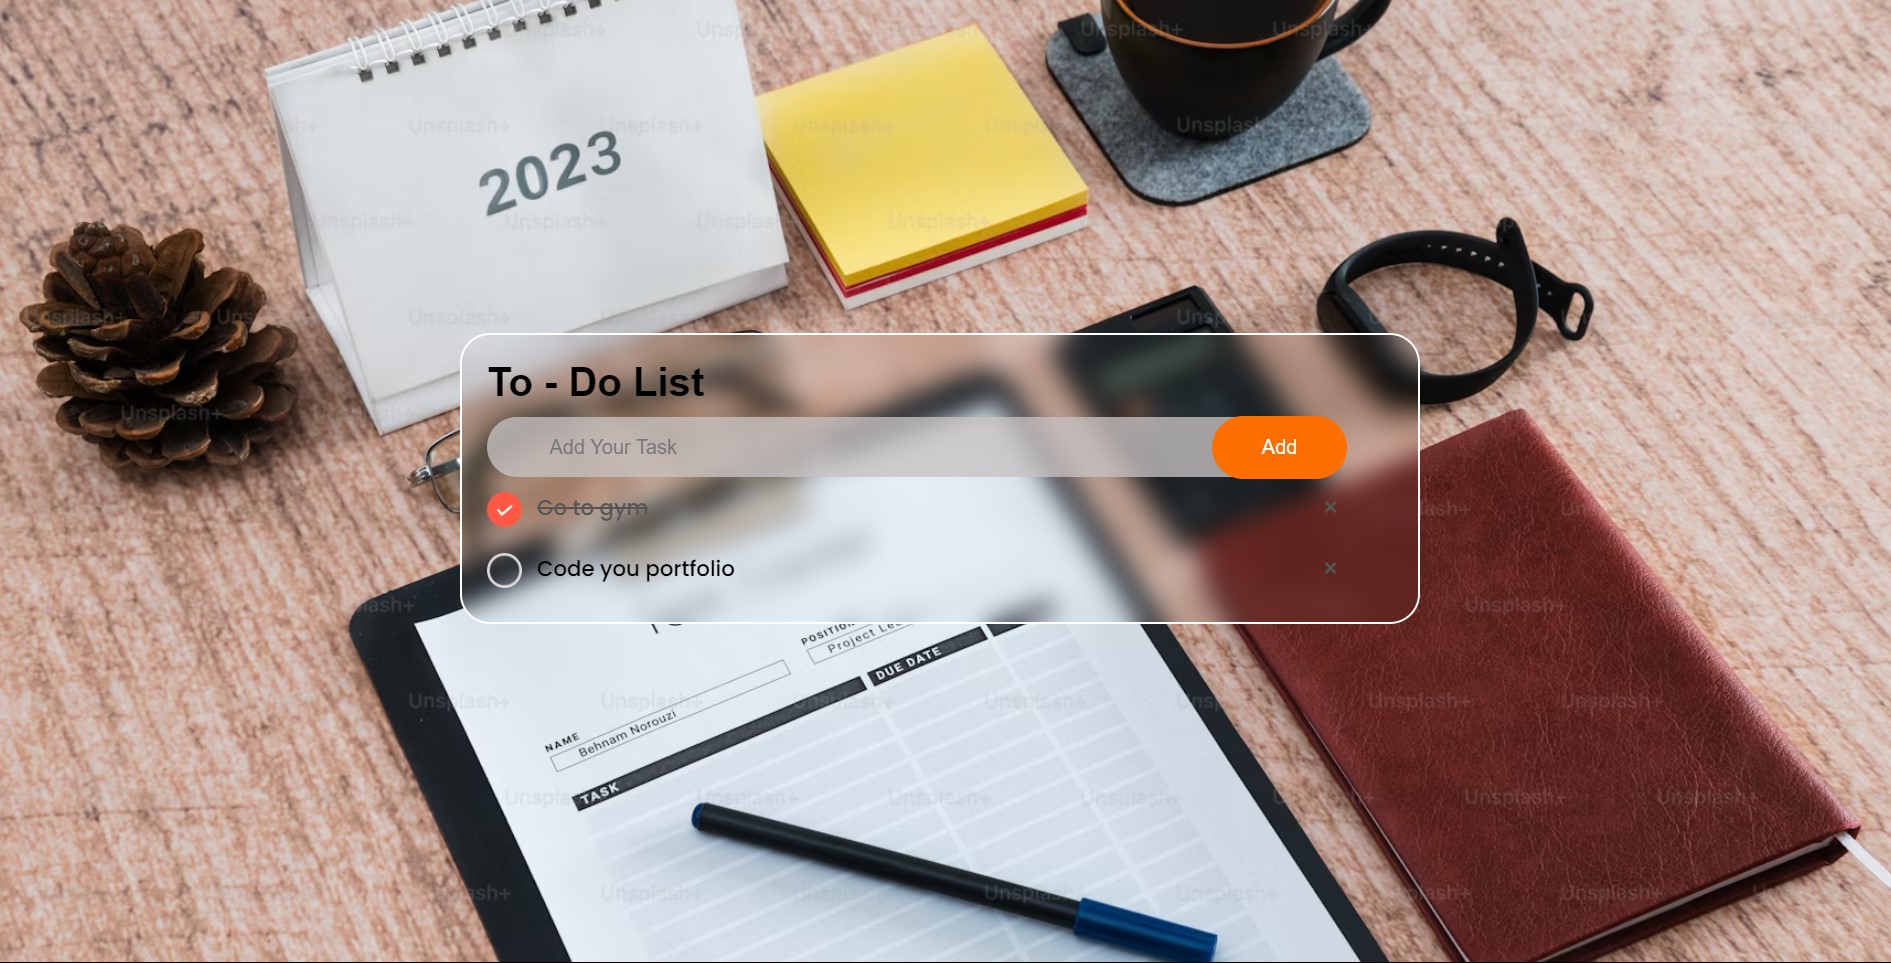 2023
To - Do List
Add Your Task
Add
Go to gym
×
Code you portfolio
×
POSITION
Project
DUE DATE
NAME
Behnam Norouzi
TASK
Unsplash+